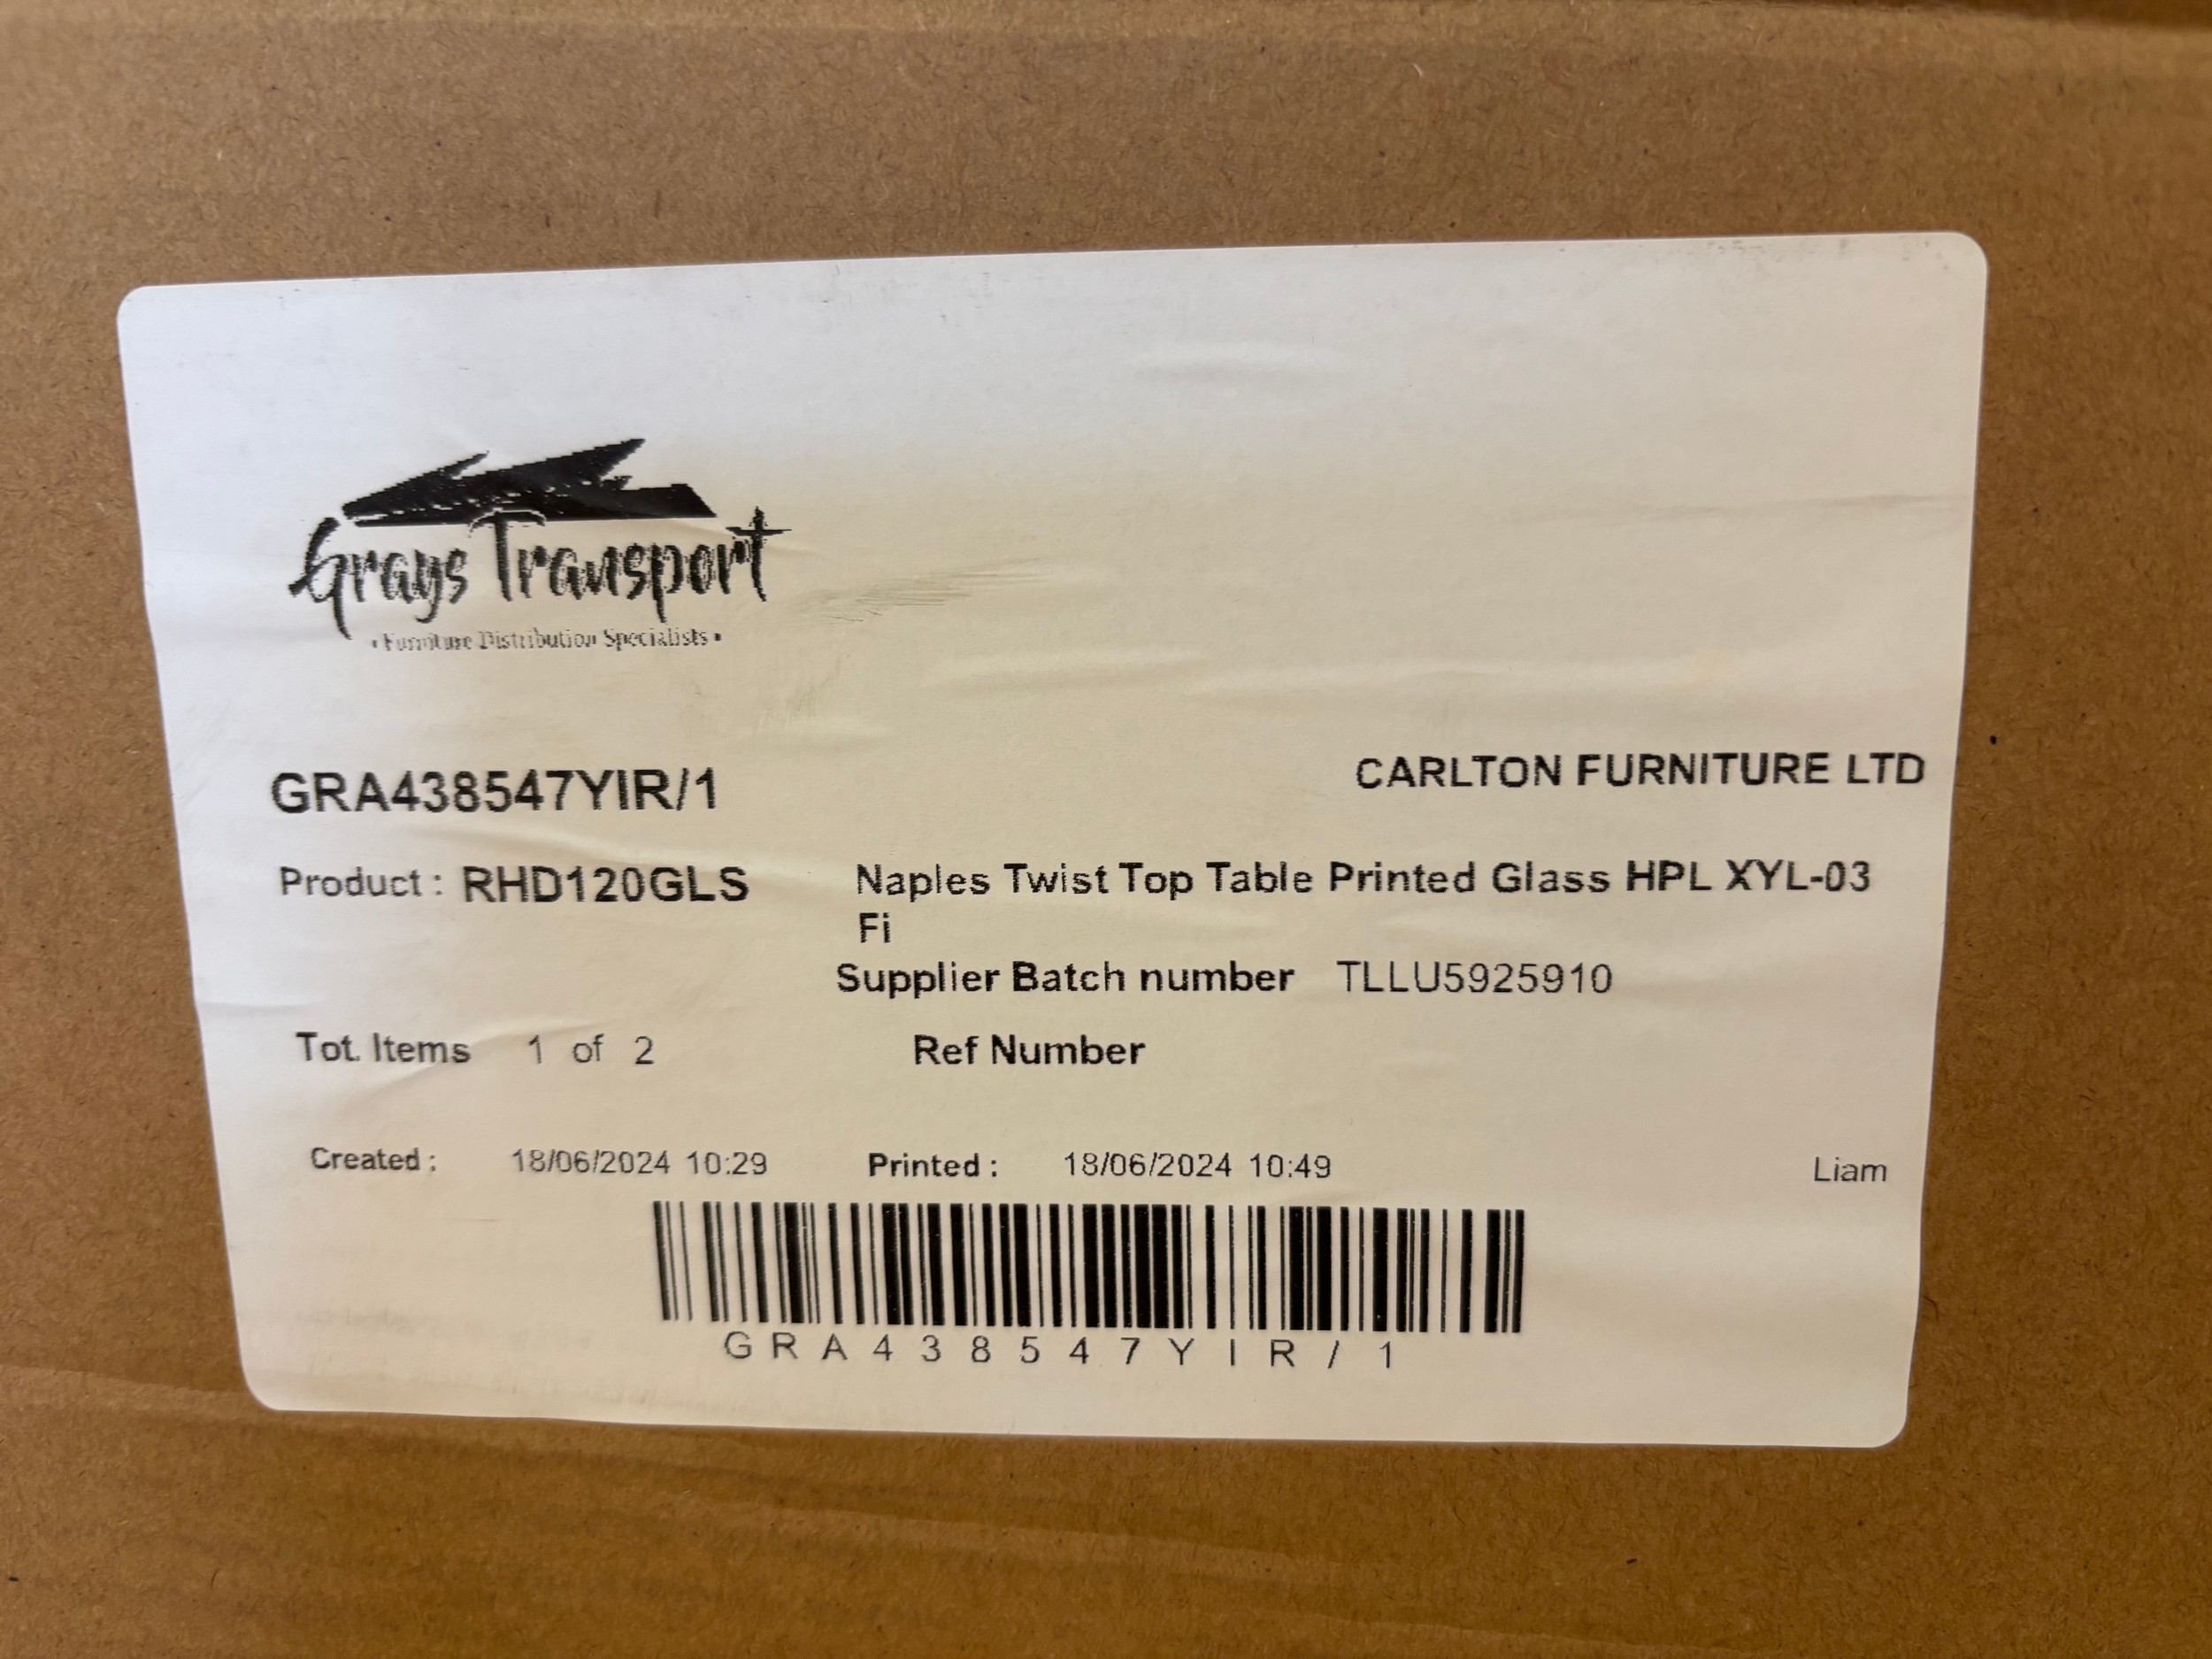 Grays Transport
• Furniture Distribution Specialists •
GRA438547YIR/1
CARLTON FURNITURE LTD
Product : RHD120GLS Naples Twist Top Table Printed Glass HPL XYL-03
Fi
Supplier Batch number TLLU5925910
Tot. Items 1 of 2 Ref Number
Created : 18/06/2024 10:29 Printed : 18/06/2024 10:49 Liam
GRA438547YIR/1